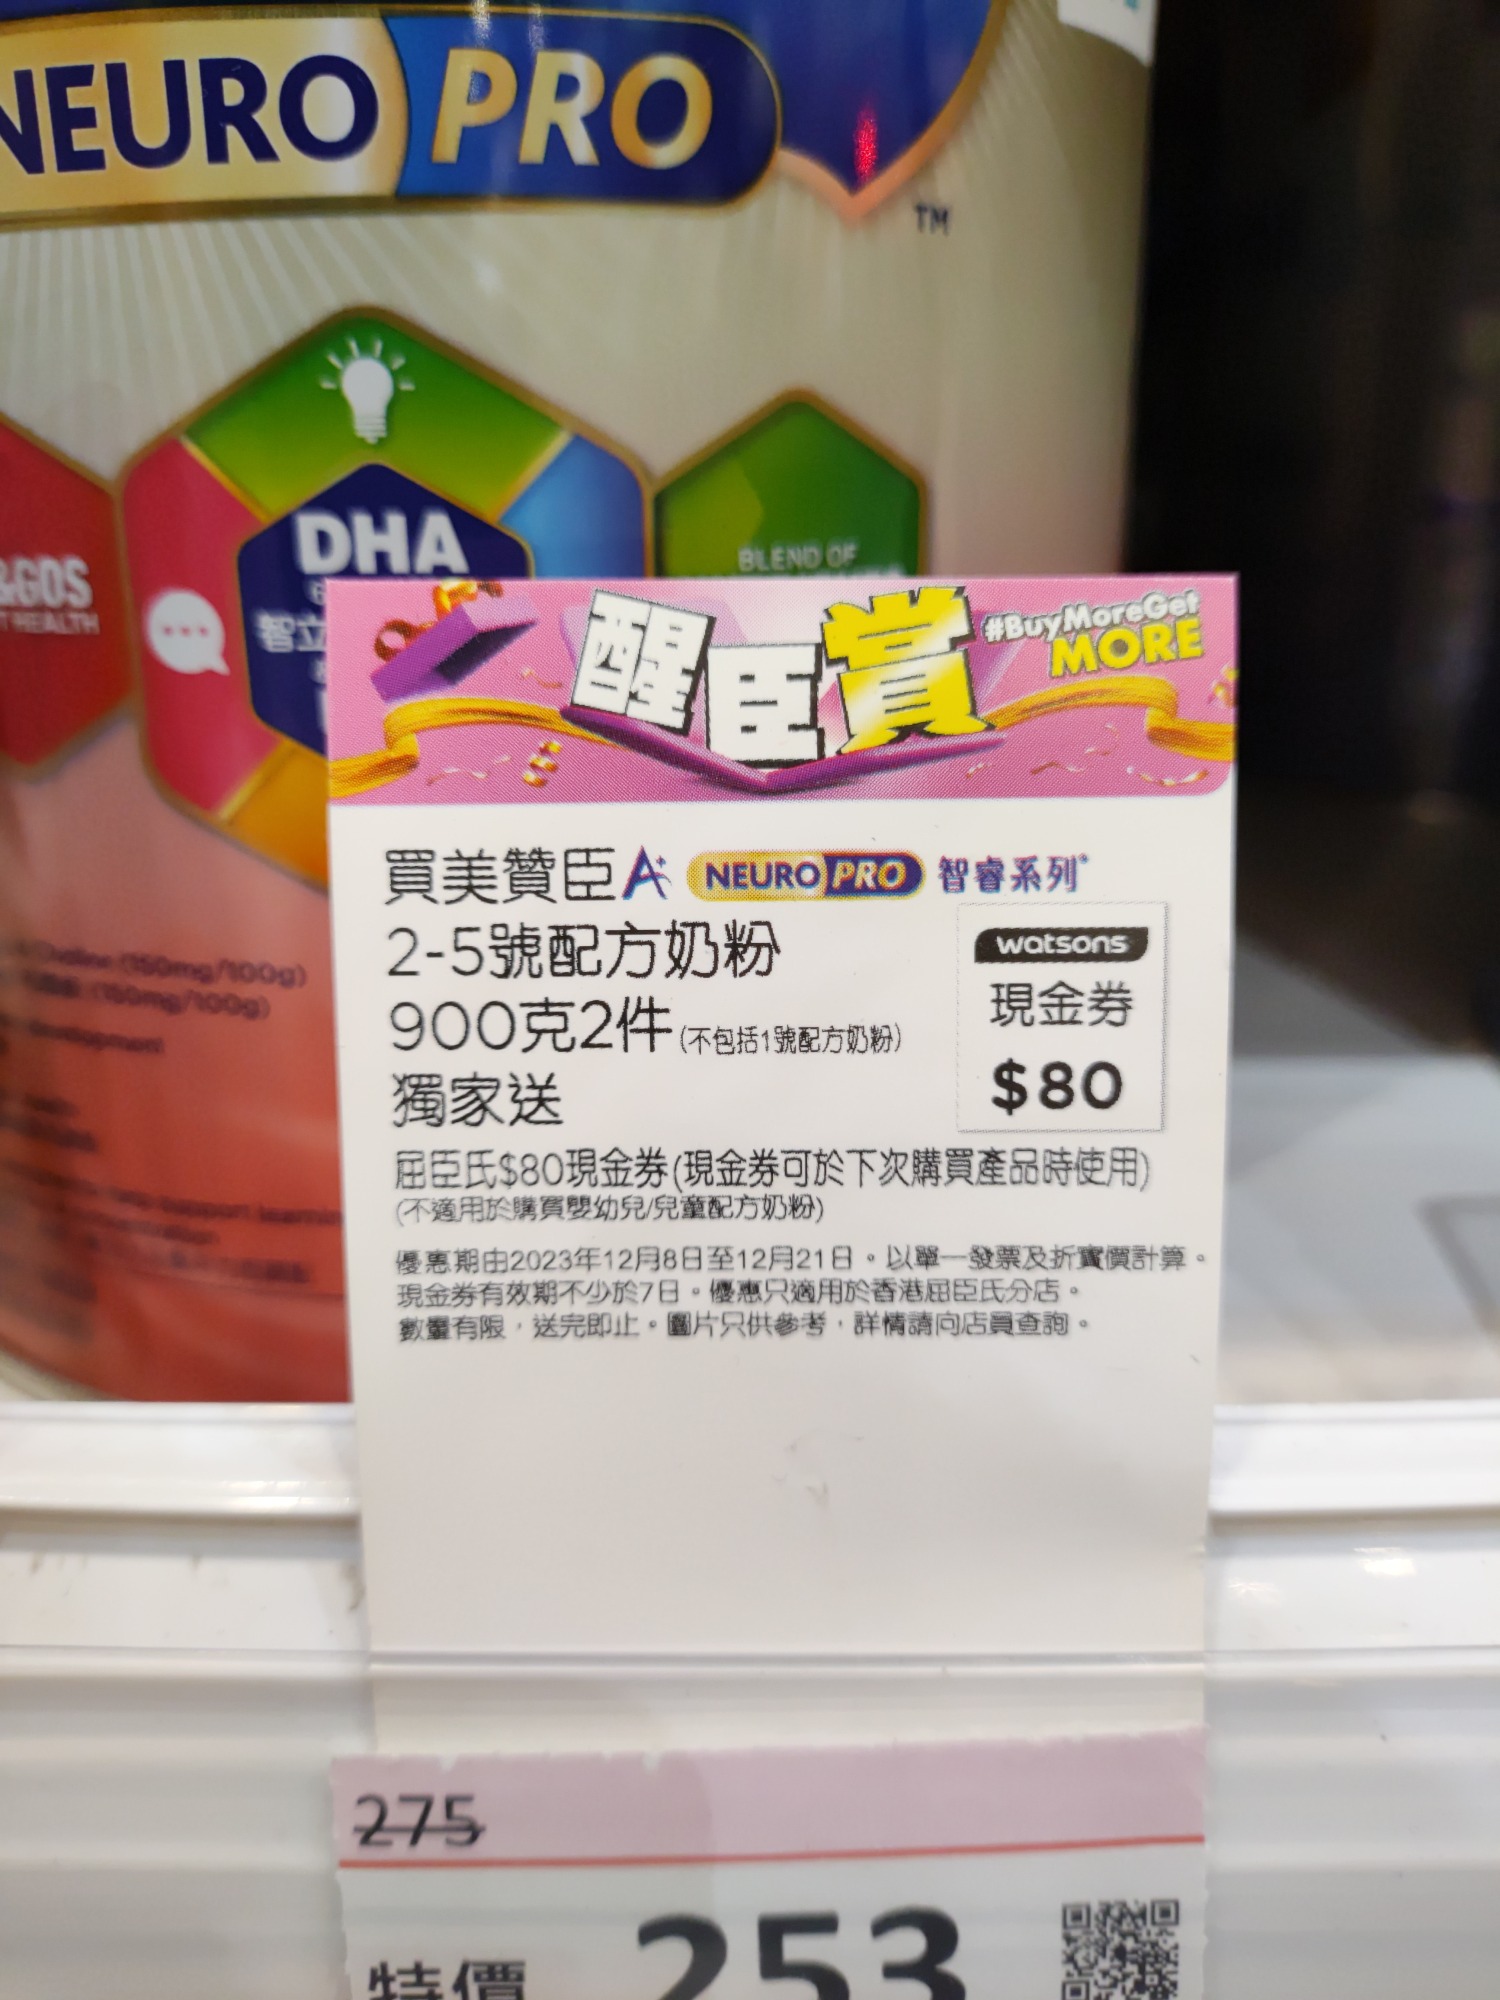 NEURO PRO
TM
DHA
BLEND OF
&GOS
智立
醒臣賞
#BuyMoreGet
MORE
買美贊臣A+ NEURO PRO 智睿系列
2-5號配方奶粉
900克2件(不包括1號配方奶粉)
獨家送
watsons
現金券
$80
屈臣氏$80現金券(現金券可於下次購買產品時使用)
(不適用於購買嬰幼兒/兒童配方奶粉)
優惠期由2023年12月8日至12月21日。以單一發票及折實價計算。
現金券有效期不少於7日。優惠只適用於香港屈臣氏分店。
數量有限,送完即止。圖片只供參考,詳情請向店員查詢。
275
特價 253